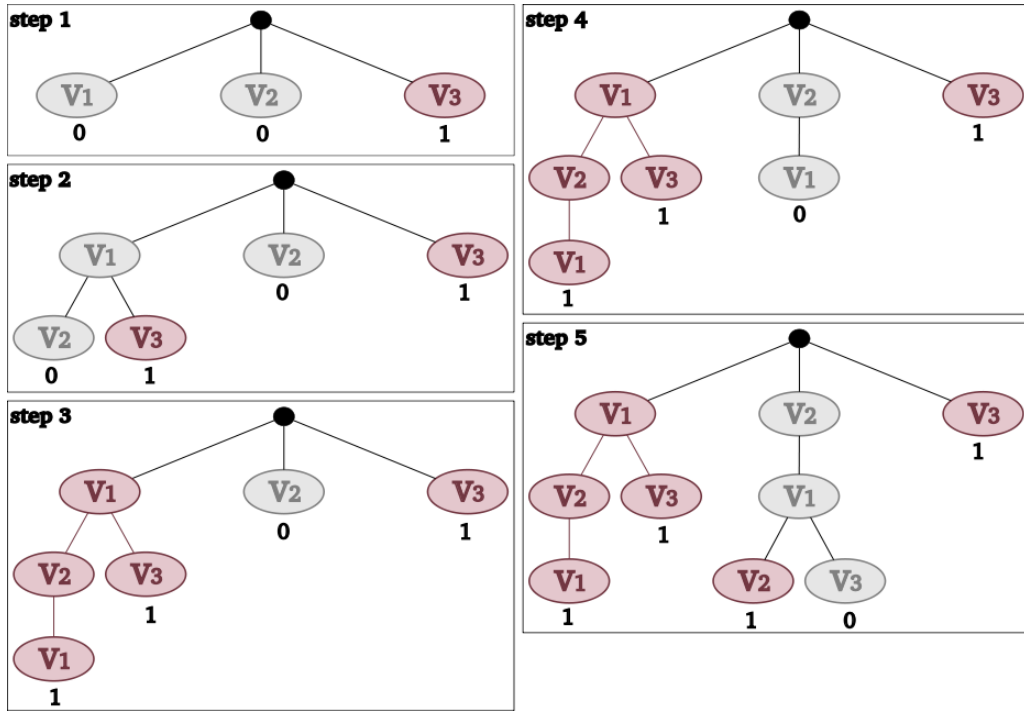 step 1
V1 V2 V3
0 0 1
step 2
V1 V2 V3
0 1
V2 V3
0 1
step 3
V1 V2 V3
0 1
V2 V3
1
V1
1
step 4
V1 V2 V3
1
V2 V3 V1
1 0
V1
1
step 5
V1 V2 V3
1
V2 V3 V1
1
V1 V2 V3
1 1 0